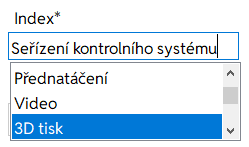 Index*
Seřízení kontrolního systému
Přednatáčení
Video
3D tisk